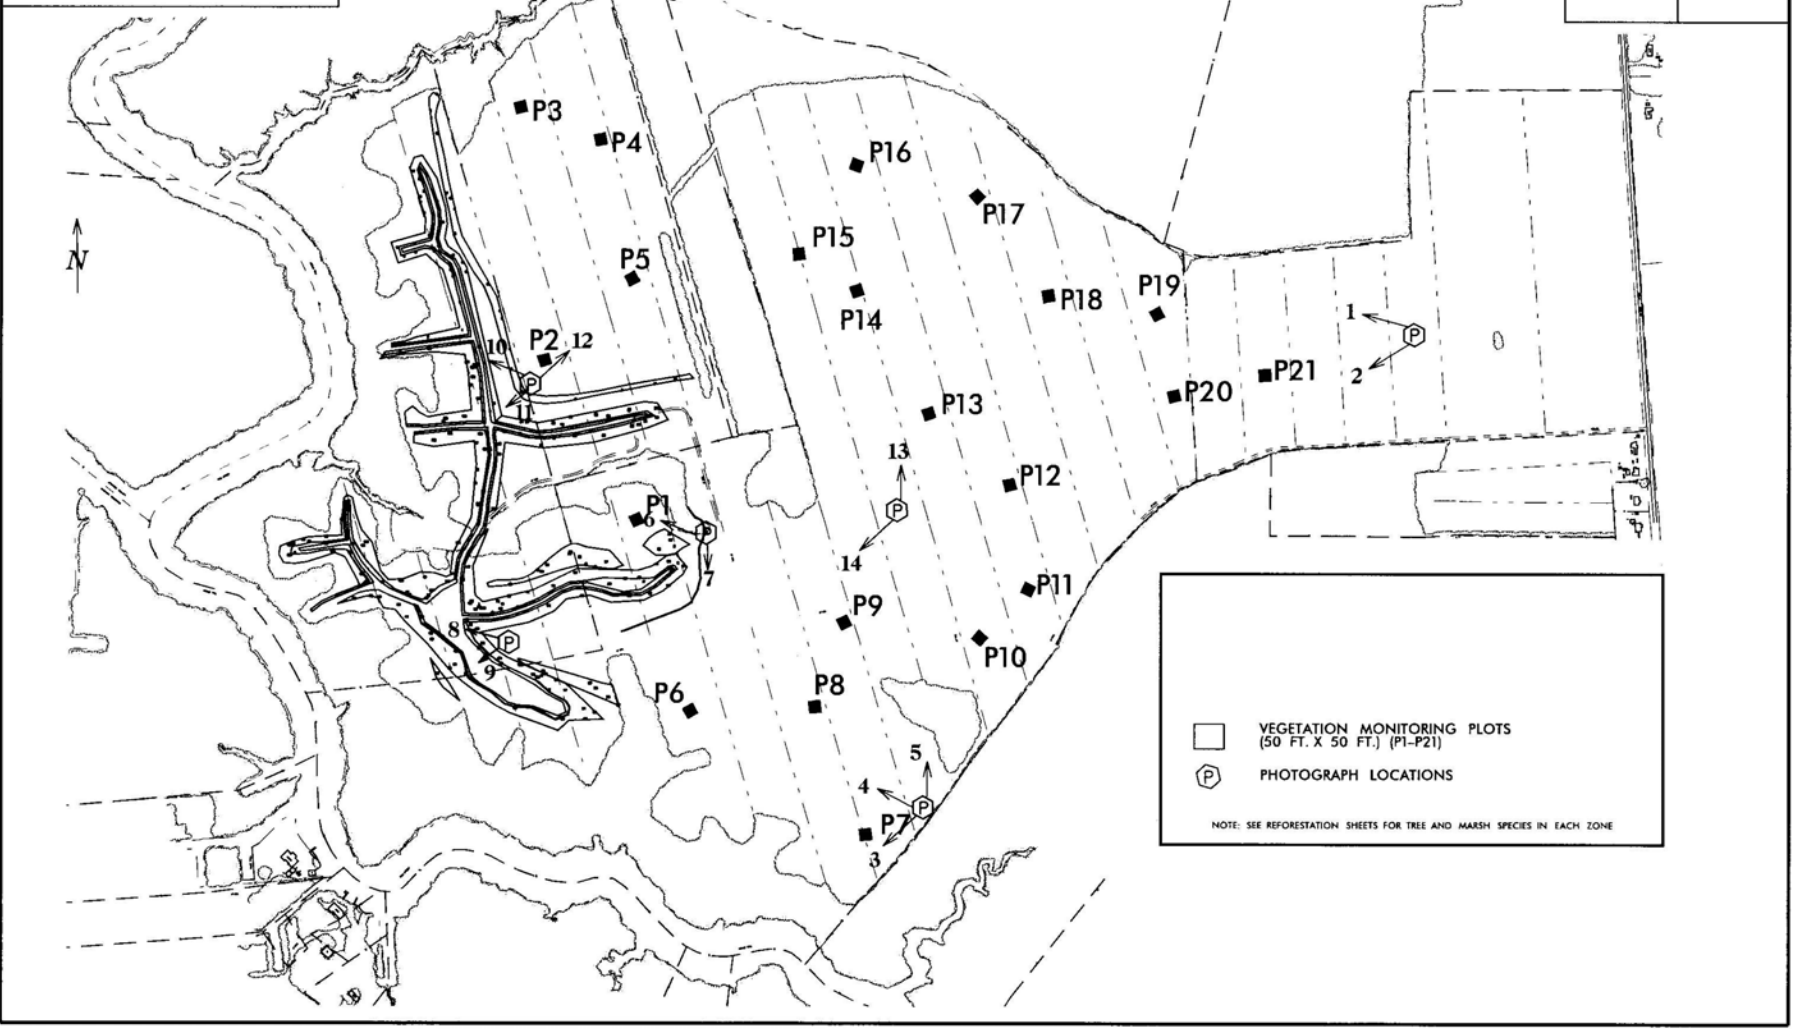 P3
P4
P16
P17
P15
N
P5
P19
P18
P14
1
10
P2
12
P
P
2
P21
P20
11
P13
13
P12
P1
6
P
P
14
7
P11
P9
8
P
P10
9
P6
P8
VEGETATION MONITORING PLOTS
(50 FT. X 50 FT.) (P1-P21)
5
P PHOTOGRAPH LOCATIONS
4
P
P7
NOTE: SEE REFORESTATION SHEETS FOR TREE AND MARSH SPECIES IN EACH ZONE
3